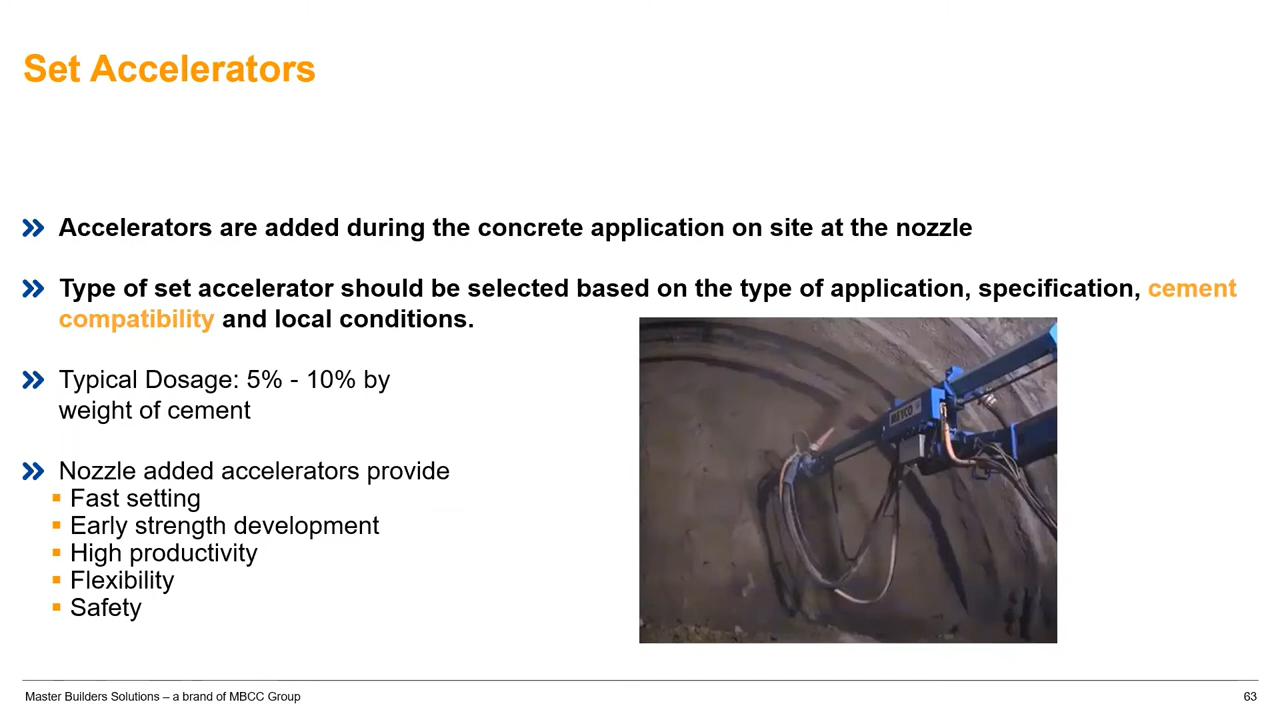 Set Accelerators
Accelerators are added during the concrete application on site at the nozzle
Type of set accelerator should be selected based on the type of application, specification, cement
compatibility and local conditions.
Typical Dosage: 5% - 10% by
weight of cement
Nozzle added accelerators provide
Fast setting
Early strength development
High productivity
Flexibility
Safety
MEYCO
Master Builders Solutions – a brand of MBCC Group
63